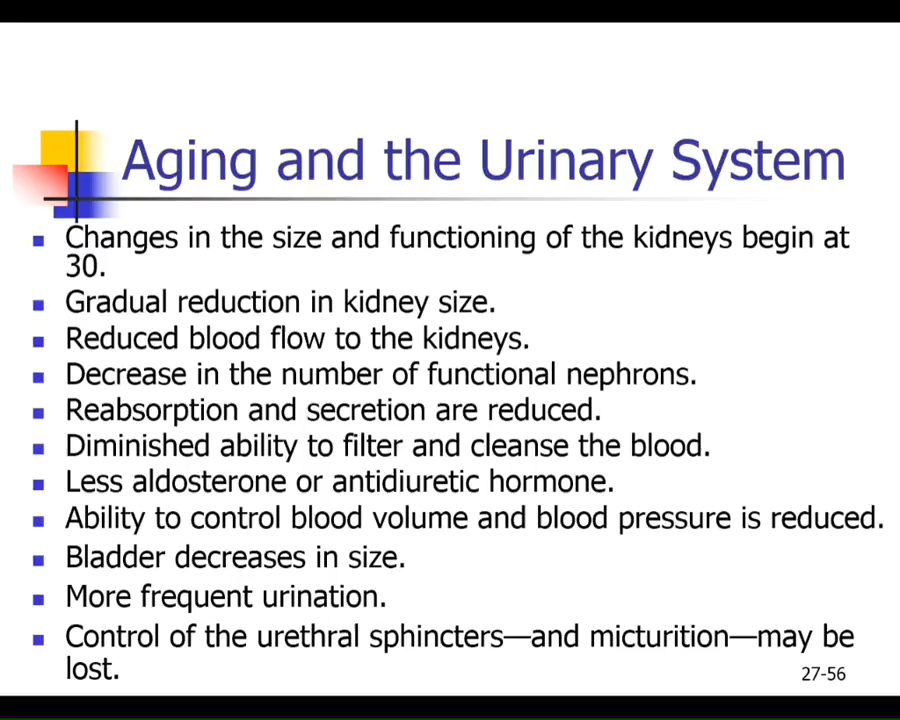 Aging and the Urinary System
Changes in the size and functioning of the kidneys begin at
30.
Gradual reduction in kidney size.
Reduced blood flow to the kidneys.
Decrease in the number of functional nephrons.
Reabsorption and secretion are reduced.
Diminished ability to filter and cleanse the blood.
Less aldosterone or antidiuretic hormone.
Ability to control blood volume and blood pressure is reduced.
Bladder decreases in size.
More frequent urination.
Control of the urethral sphincters—and micturition—may be
lost.
27-56